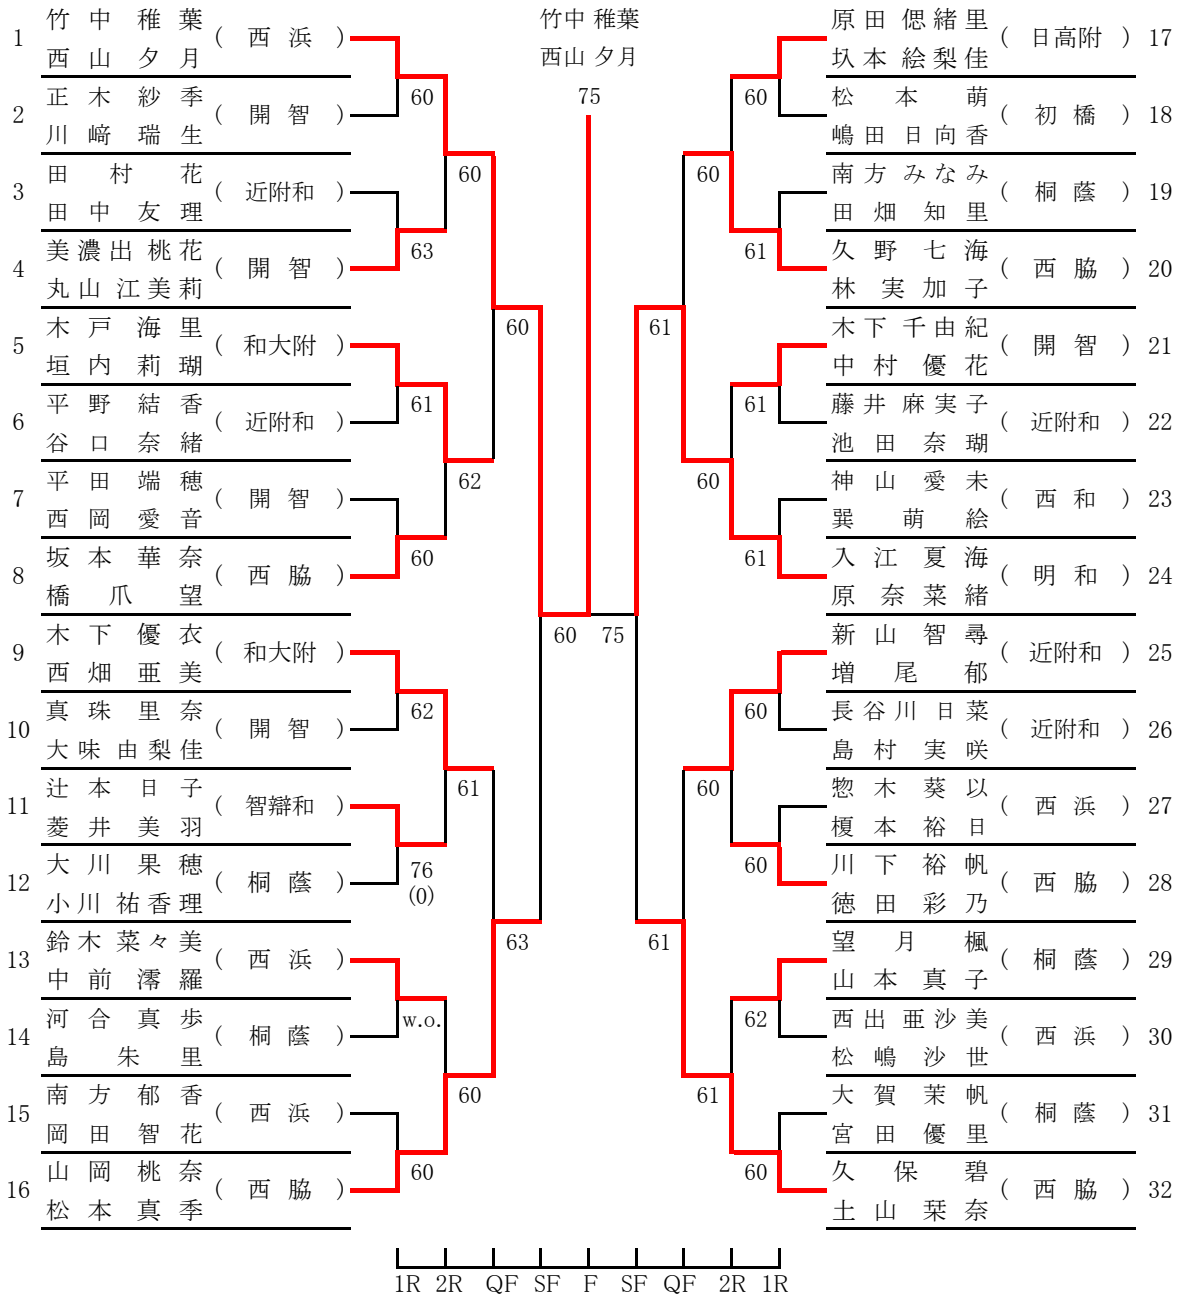 竹中 稚葉
西山 夕月
75
1 竹中稚葉 西山夕月 ( 西浜 )
2 正木紗季 川﨑瑞生 ( 開智 )
3 田村花 田中友理 ( 近附和 )
4 美濃出桃花 丸山江美莉 ( 開智 )
5 木戸海里 垣内莉瑚 ( 和大附 )
6 平野結香 谷口奈緒 ( 近附和 )
7 平田端穂 西岡愛音 ( 開智 )
8 坂本華奈 橋爪望 ( 西脇 )
9 木下優衣 西畑亜美 ( 和大附 )
10 真珠里奈 大味由梨佳 ( 開智 )
11 辻本日子 菱井美羽 ( 智辯和 )
12 大川果穂 小川祐香理 ( 桐蔭 )
13 鈴木菜々美 中前澪羅 ( 西浜 )
14 河合真歩 島朱里 ( 桐蔭 )
15 南方郁香 岡田智花 ( 西浜 )
16 山岡桃奈 松本真季 ( 西脇 )
60
63
61
60
62
76
(0)
w.o.
60
60
62
61
60
60
63
60
75
61
61
60
60
60
61
60
61
61
61
60
60
62
60
原田偲緒里 圦本絵梨佳 ( 日高附 ) 17
松本萌 嶋田日向香 ( 初橋 ) 18
南方みなみ 田畑知里 ( 桐蔭 ) 19
久野七海 林実加子 ( 西脇 ) 20
木下千由紀 中村優花 ( 開智 ) 21
藤井麻実子 池田奈瑚 ( 近附和 ) 22
神山愛未 巽萌絵 ( 西和 ) 23
入江夏海 原奈菜緒 ( 明和 ) 24
新山智尋 増尾郁 ( 近附和 ) 25
長谷川日菜 島村実咲 ( 近附和 ) 26
惣木葵以 榎本裕日 ( 西浜 ) 27
川下裕帆 徳田彩乃 ( 西脇 ) 28
望月楓 山本真子 ( 桐蔭 ) 29
西出亜沙美 松嶋沙世 ( 西浜 ) 30
大賀茉帆 宮田優里 ( 桐蔭 ) 31
久保碧 土山栞奈 ( 西脇 ) 32
1R 2R QF SF F SF QF 2R 1R